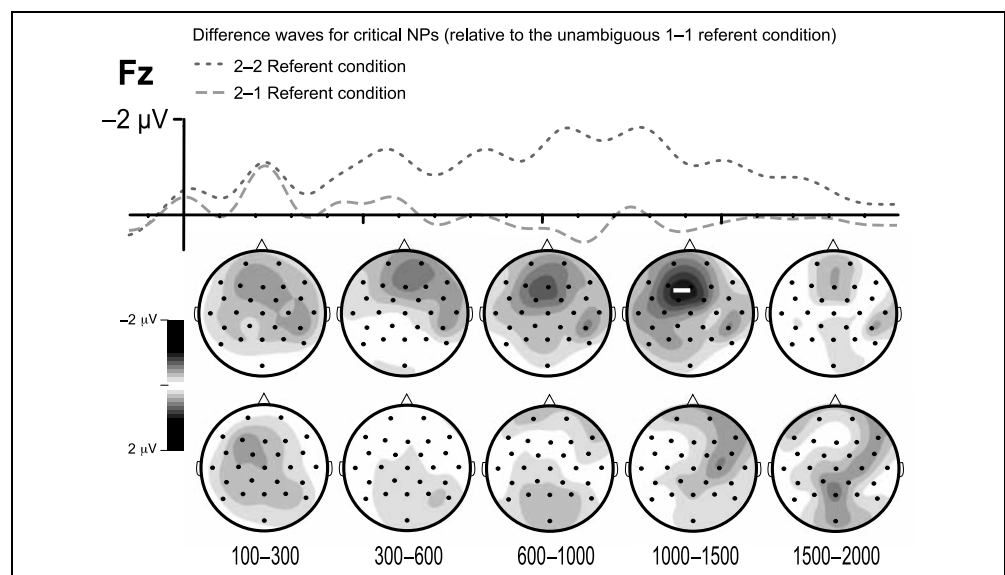 Difference waves for critical NPs (relative to the unambiguous 1–1 referent condition)
2–2 Referent condition
Fz
2–1 Referent condition
–2 µV
–2 µV
–
2 µV
100–300 300–600 600–1000 1000–1500 1500–2000